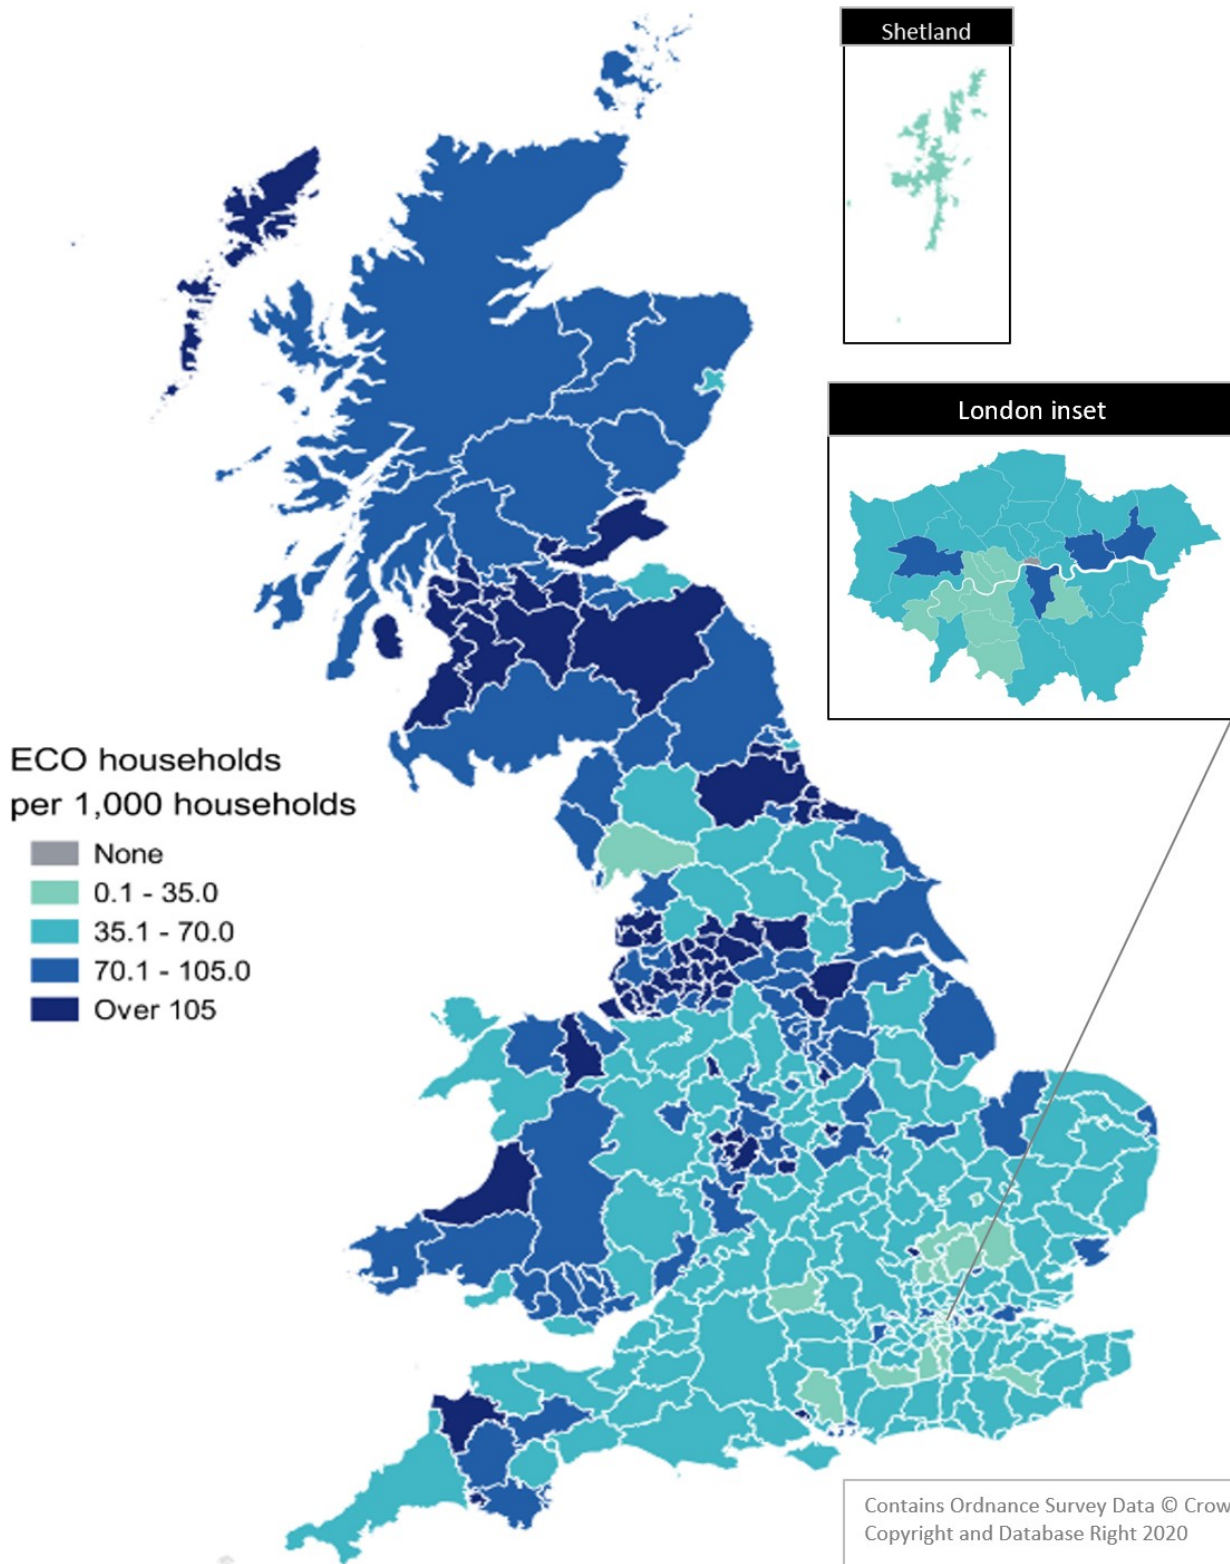 Shetland
London inset
ECO households
per 1,000 households
None
0.1 - 35.0
35.1 - 70.0
70.1 - 105.0
Over 105
Contains Ordnance Survey Data © Crow
Copyright and Database Right 2020